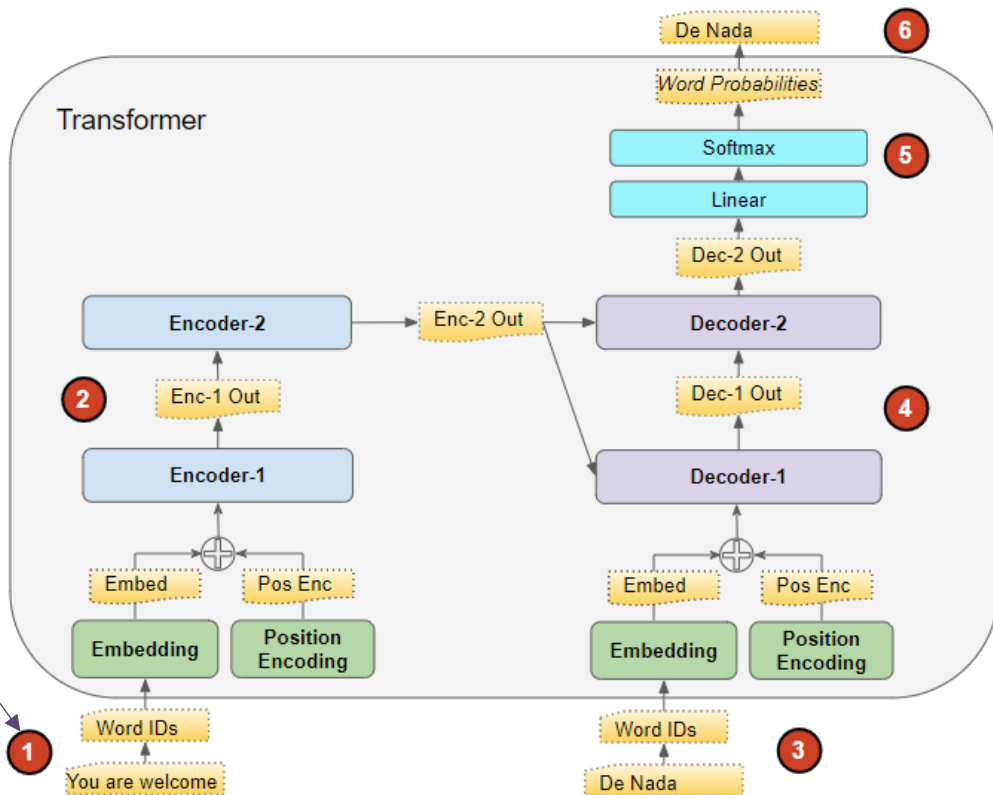 De Nada
6
Word Probabilities
Transformer
Softmax
5
Linear
Dec-2 Out
Encoder-2
Enc-2 Out
Decoder-2
2
Enc-1 Out
Dec-1 Out
4
Encoder-1
Decoder-1
Embed
Pos Enc
Embed
Pos Enc
Embedding
Position
Encoding
Embedding
Position
Encoding
1
Word IDs
Word IDs
3
You are welcome
De Nada